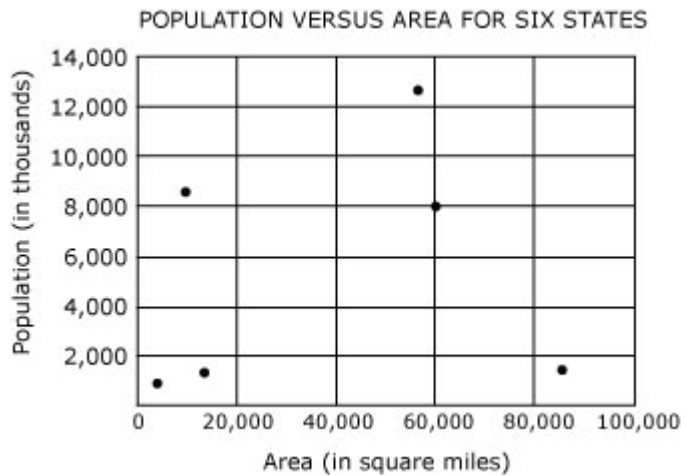 POPULATION VERSUS AREA FOR SIX STATES
Population (in thousands)
14,000
12,000
10,000
8,000
6,000
4,000
2,000
0 20,000 40,000 60,000 80,000 100,000
Area (in square miles)